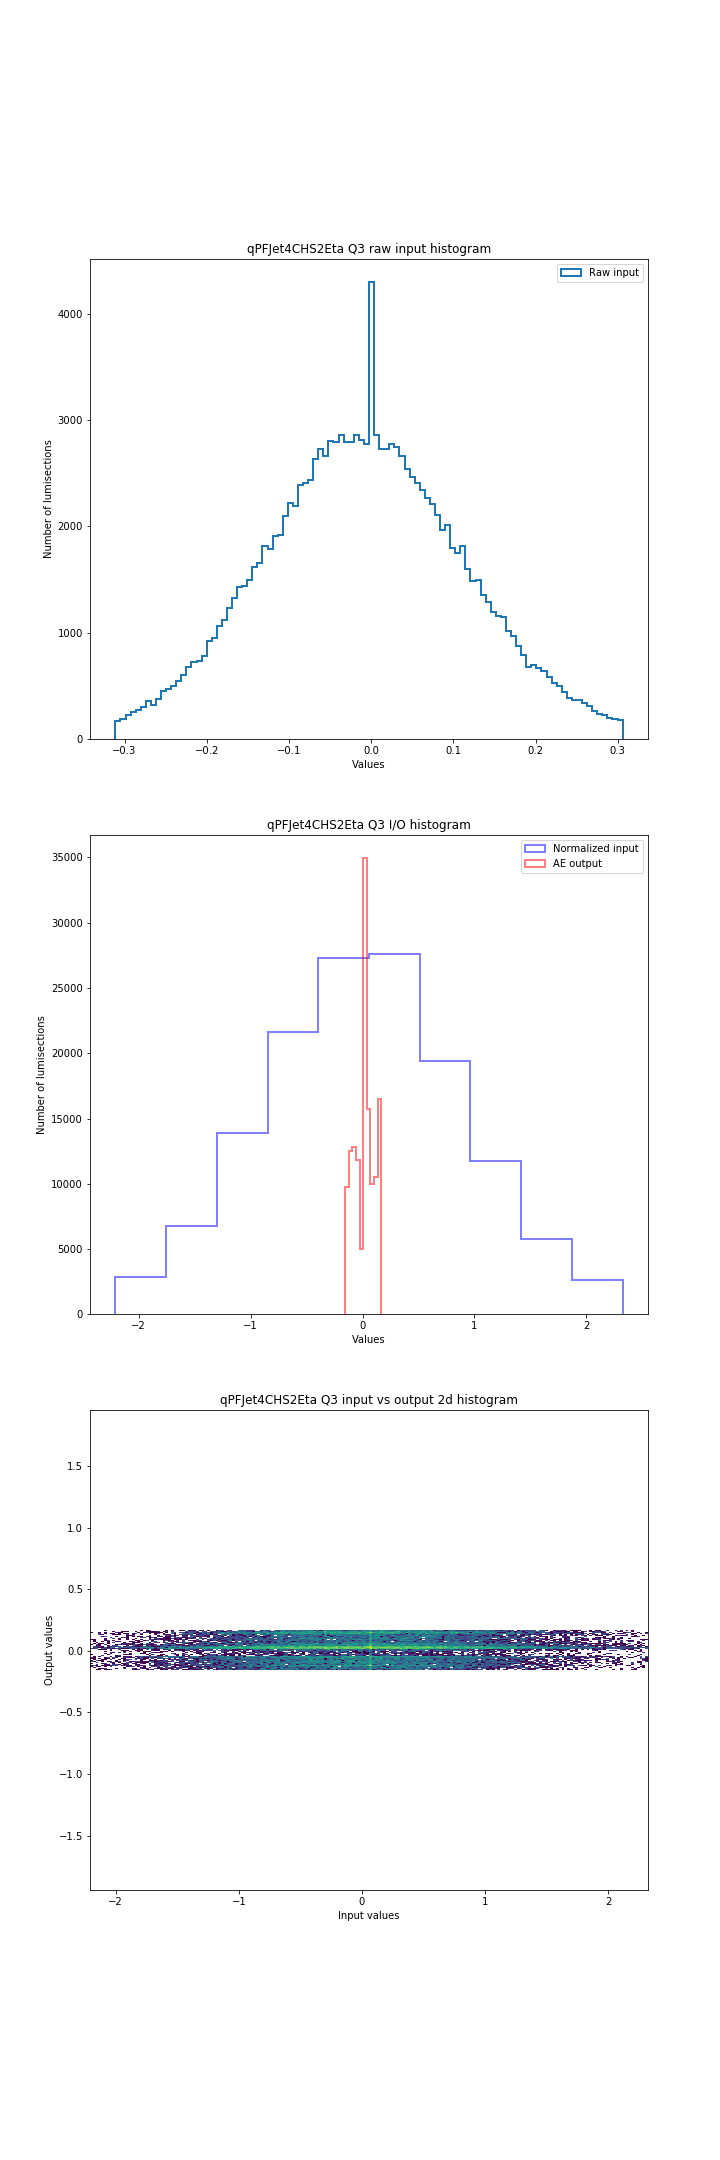 qPFJet4CHS2Eta Q3 raw input histogram
Raw input
4000
3000
2000
1000
0
Number of lumisections
−0.3 −0.2 −0.1 0.0 0.1 0.2 0.3
Values
qPFJet4CHS2Eta Q3 I/O histogram
Normalized input
AE output
35000
30000
25000
20000
15000
10000
5000
0
Number of lumisections
−2 −1 0 1 2
Values
qPFJet4CHS2Eta Q3 input vs output 2d histogram
1.5
1.0
0.5
0.0
−0.5
−1.0
−1.5
Output values
−2 −1 0 1 2
Input values